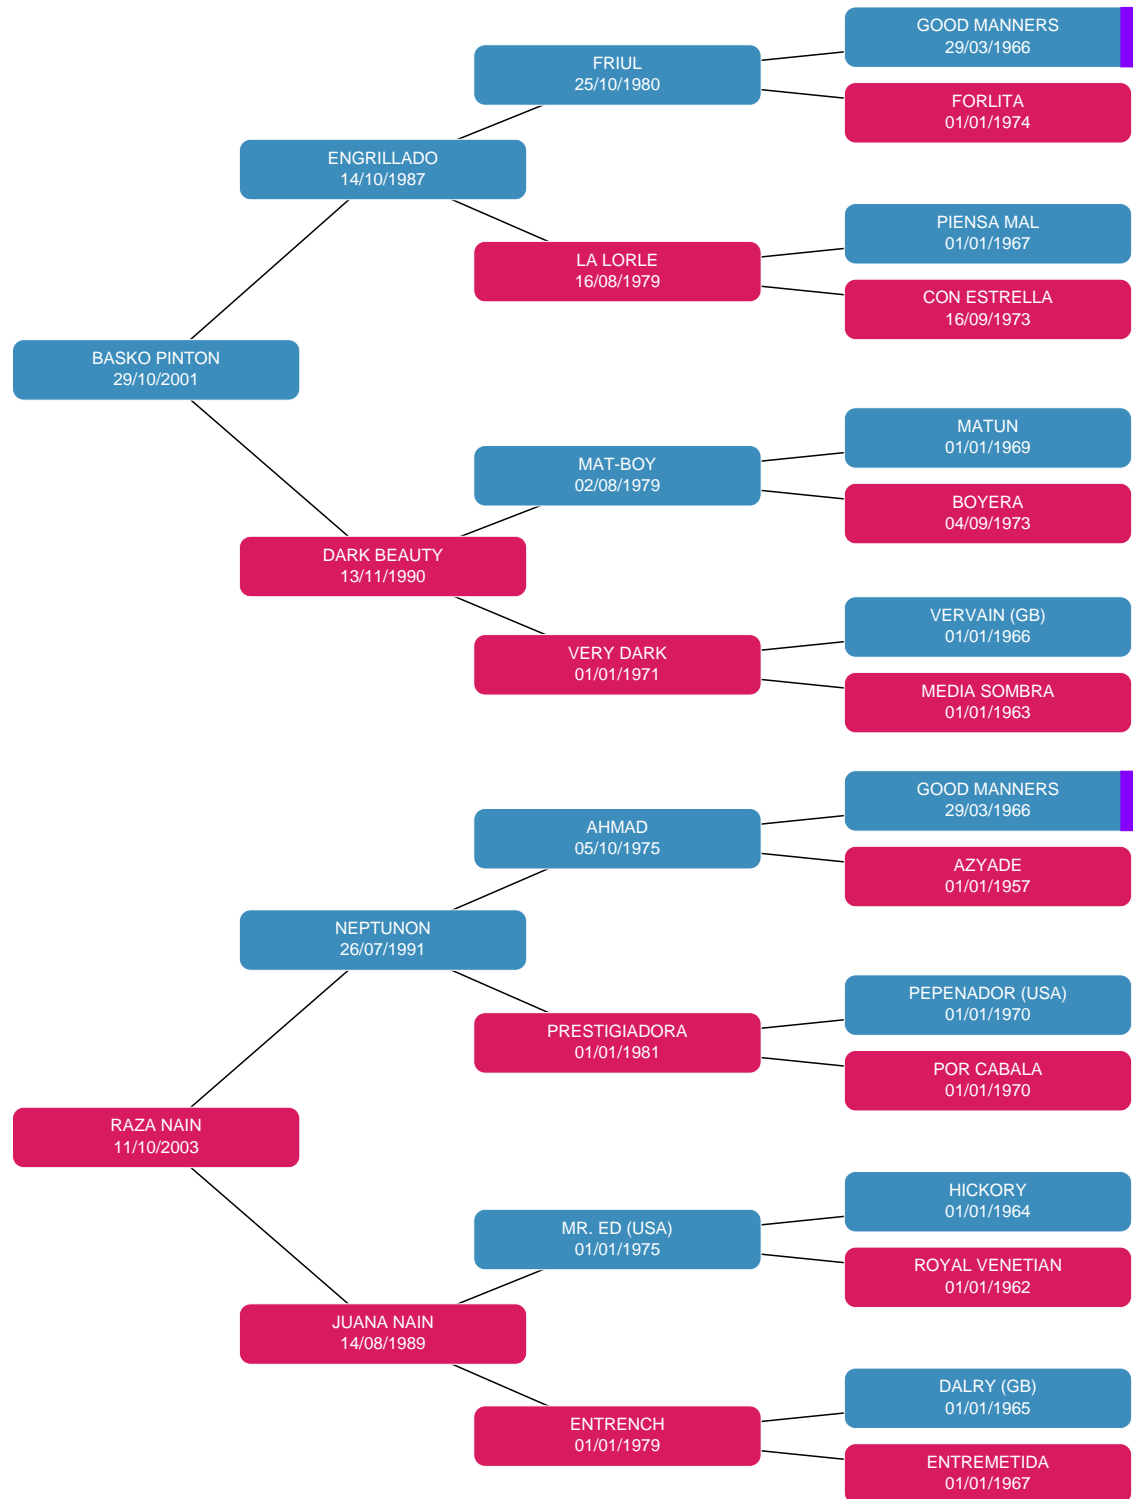 GOOD MANNERS
29/03/1966
FRIUL
25/10/1980
FORLITA
01/01/1974
ENGRILLADO
14/10/1987
PIENSA MAL
01/01/1967
LA LORLE
16/08/1979
CON ESTRELLA
16/09/1973
BASKO PINTON
29/10/2001
MATUN
01/01/1969
MAT-BOY
02/08/1979
BOYERA
04/09/1973
DARK BEAUTY
13/11/1990
VERVAIN (GB)
01/01/1966
VERY DARK
01/01/1971
MEDIA SOMBRA
01/01/1963
GOOD MANNERS
29/03/1966
AHMAD
05/10/1975
AZYADE
01/01/1957
NEPTUNON
26/07/1991
PEPENADOR (USA)
01/01/1970
PRESTIGIADORA
01/01/1981
POR CABALA
01/01/1970
RAZA NAIN
11/10/2003
HICKORY
01/01/1964
MR. ED (USA)
01/01/1975
ROYAL VENETIAN
01/01/1962
JUANA NAIN
14/08/1989
DALRY (GB)
01/01/1965
ENTRENCH
01/01/1979
ENTREMETIDA
01/01/1967